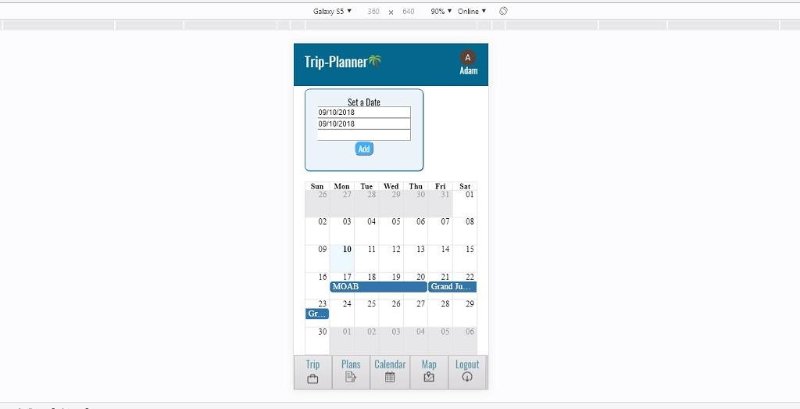 Galaxy S5 ▼ 360 x 640 90% ▼ Online ▼
Trip-Planner🌴
A
Adam
Set a Date
09/10/2018
09/10/2018
Add
Sun Mon Tue Wed Thu Fri Sat
26 27 28 29 30 31 01
02 03 04 05 06 07 08
09 10 11 12 13 14 15
16 17 18 19 20 21 22
MOAB Grand Ju...
23 24 25 26 27 28 29
Gr...
30 01 02 03 04 05 06
Trip Plans Calendar Map Logout